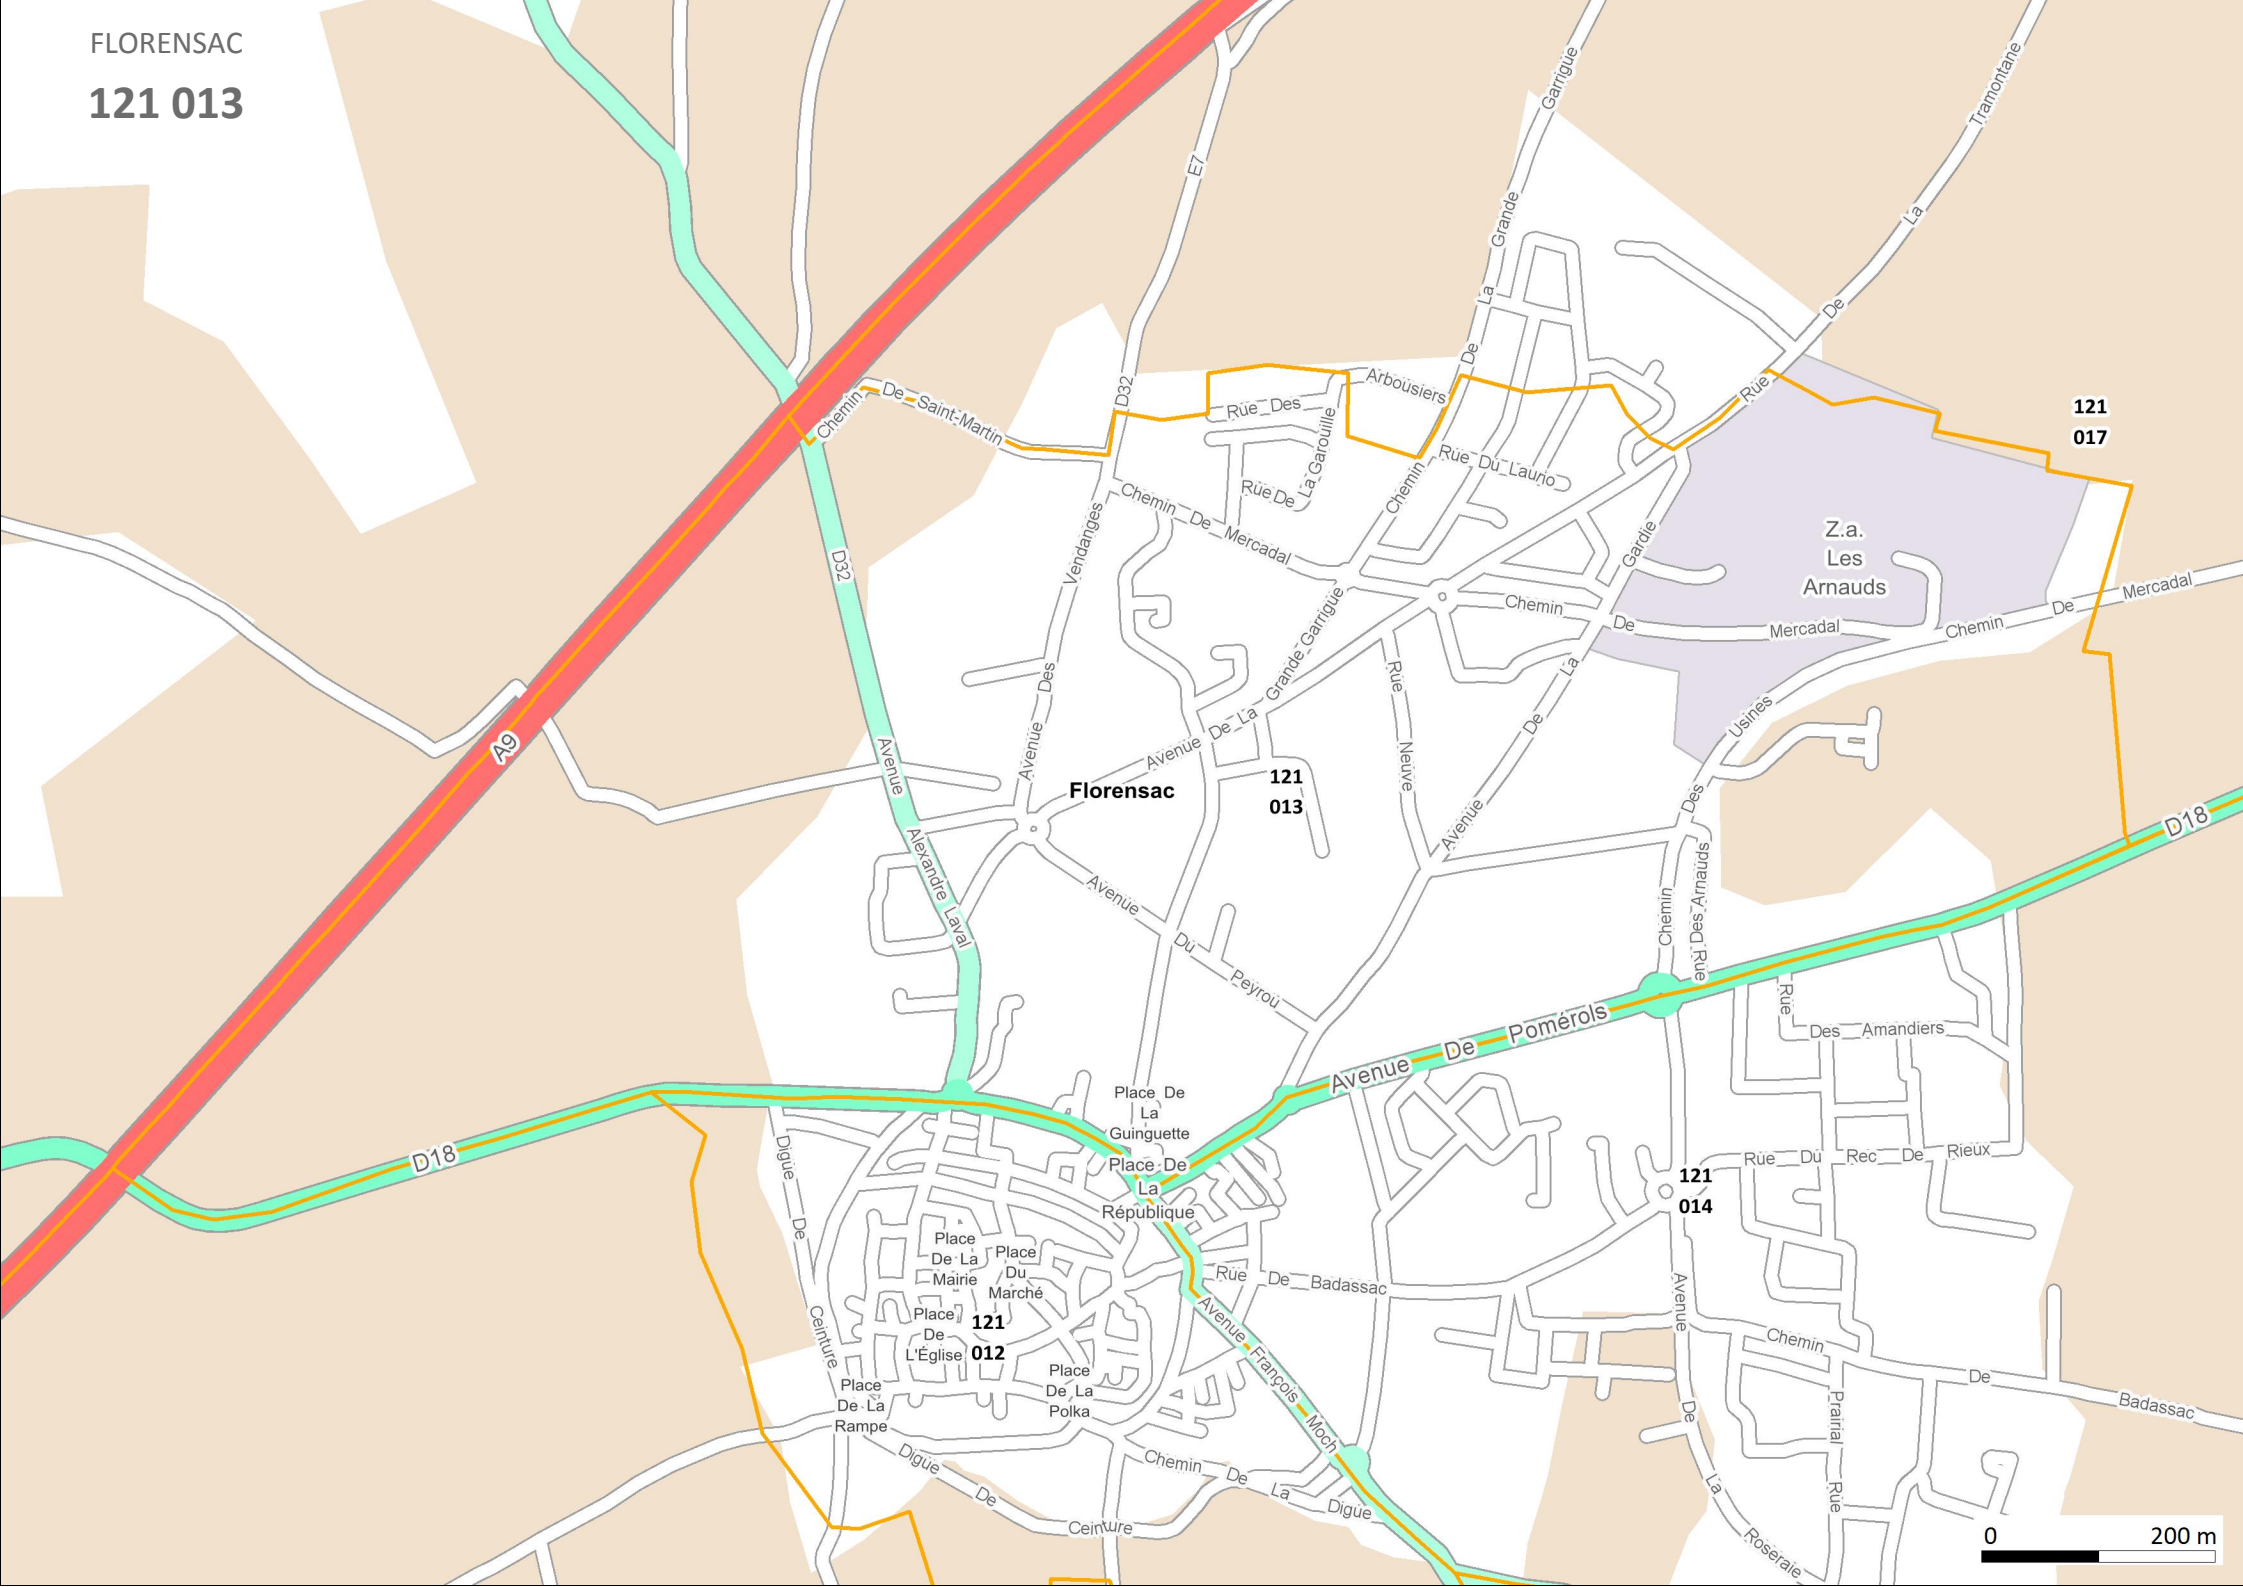 FLORENSAC
121 013
Garrigue
Grande
La
De
Tramontane
La
De
Rue
E7
D32
Chemin De Saint-Martin
Arbousiers
Rue Des
La Garouille
Rue De
Rue Du Laurio
Chemin
121
017
Chemin De Mercadal
Vendanges
Des
Avenue
D32
Z.a.
Les
Arnauds
Gardie
La
De
Avenue
Chemin De Mercadal
Chemin De Mercadal
Grande Garrigue
Avenue De La
Rue
Neuve
Usines
Des
Chemin
A9
Avenue
Alexandre Laval
Florensac
121
013
D18
Rue Des Arnauds
Avenue Du Peyrou
Avenue De Pomérols
Rue
Des Amandiers
Place De
La
Guinguette
Place De
La
République
D18
Digue De Ceinture
Rue Du Rec De Rieux
121
014
Place
De La
Mairie
Place
Du
Marché
Place
De
L'Église
121
012
Rue De Badassac
Avenue François Moch
Avenue
De
La
Roseraie
Chemin De Badassac
Place
De La
Rampe
Place
De La
Polka
Prairial
Rue
Digue De Ceinture
Chemin De La Digue
0 200 m